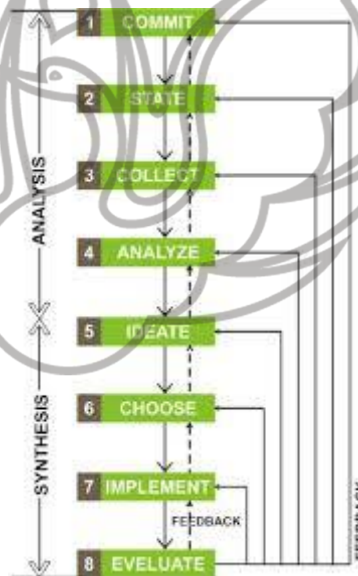 1 COMMIT
2 STATE
3 COLLECT
4 ANALYZE
5 IDEATE
6 CHOOSE
7 IMPLEMENT
FEEDBACK
8 EVELUATE
ANALYSIS
SYNTHESIS
FEEDBACK